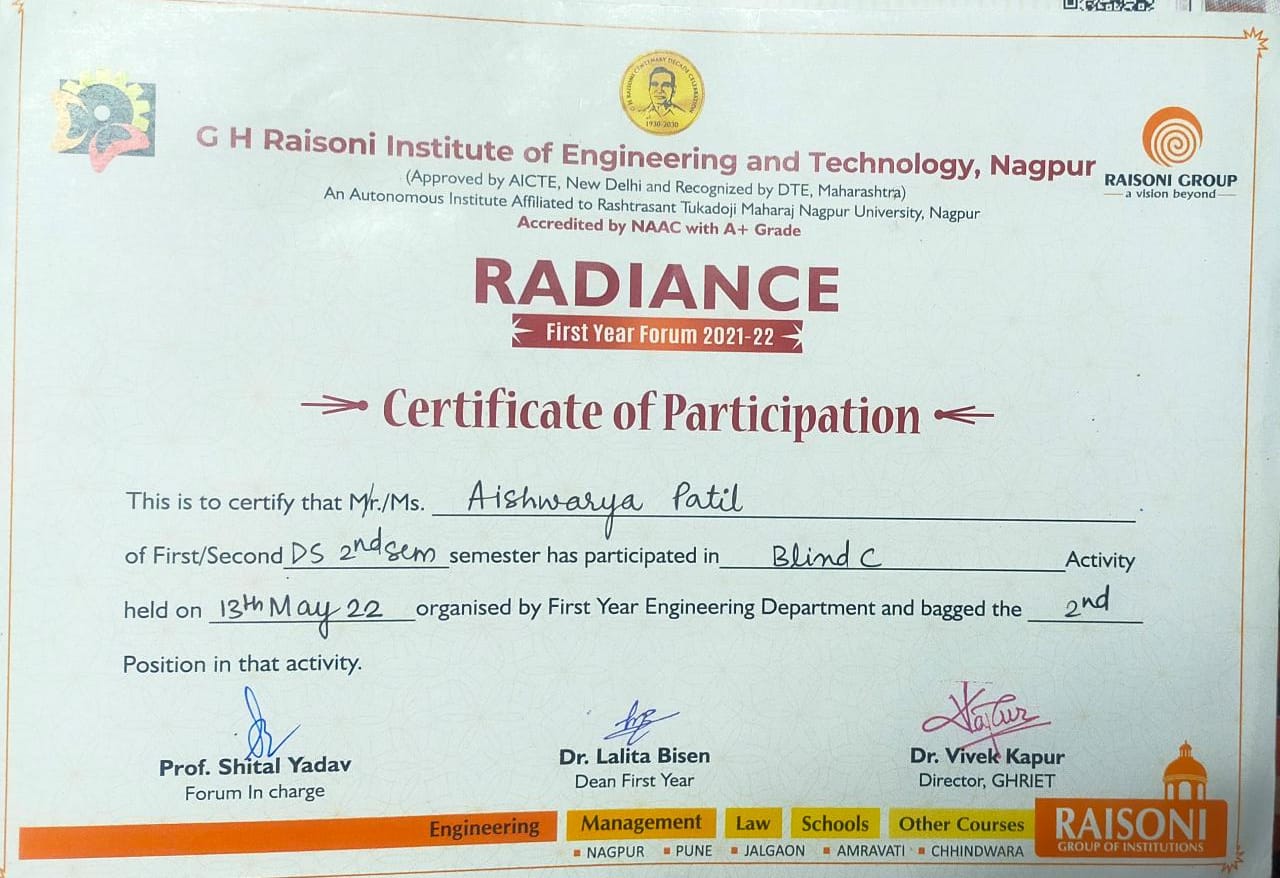 G H RAISONI CENTENARY DECADE CELEBRATION
1930-2030
G H Raisoni Institute of Engineering and Technology, Nagpur
(Approved by AICTE, New Delhi and Recognized by DTE, Maharashtra)
An Autonomous Institute Affiliated to Rashtrasant Tukadoji Maharaj Nagpur University, Nagpur
Accredited by NAAC with A+ Grade
RAISONI GROUP
a vision beyond
RADIANCE
First Year Forum 2021-22
Certificate of Participation
This is to certify that Mr./Ms. Aishwarya Patil
of First/Second DS 2nd sem semester has participated in Blind C Activity
held on 13th May 22 organised by First Year Engineering Department and bagged the 2nd
Position in that activity.
Prof. Shital Yadav Dr. Lalita Bisen Dr. Vivek Kapur
Forum In charge Dean First Year Director, GHRIET
Engineering Management Law Schools Other Courses
NAGPUR PUNE JALGAON AMRAVATI CHHINDWARA
RAISONI
GROUP OF INSTITUTIONS